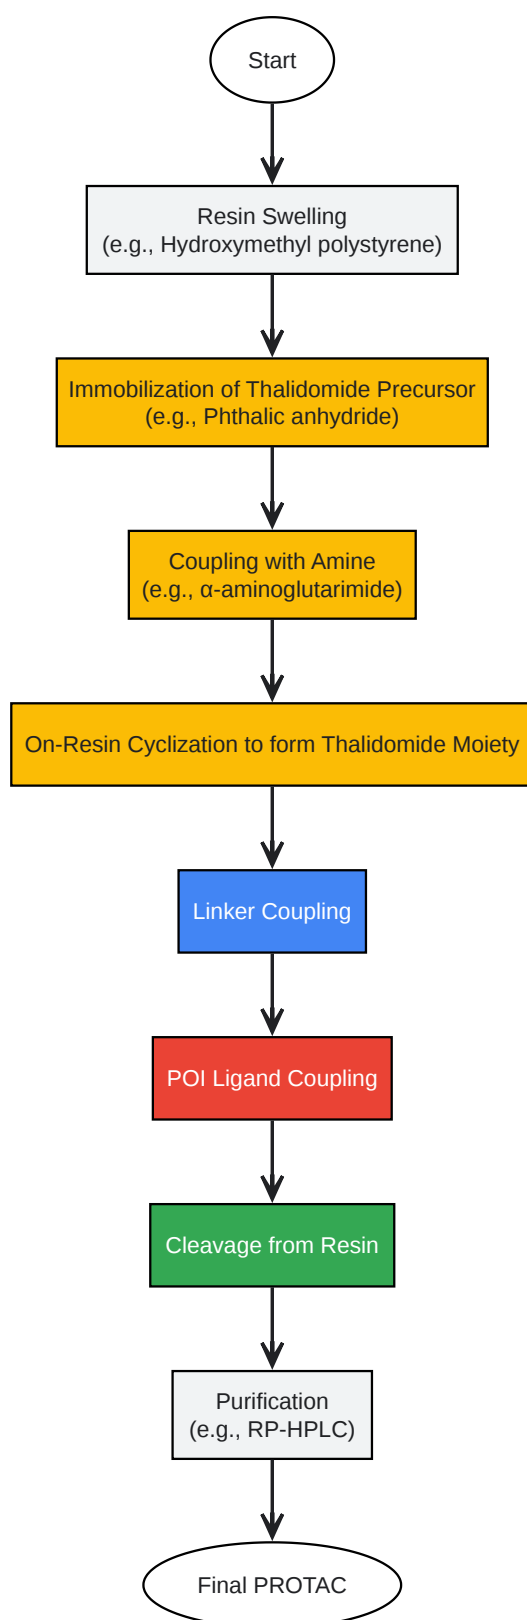 Start
Resin Swelling
(e.g., Hydroxymethyl polystyrene)
Immobilization of Thalidomide Precursor
(e.g., Phthalic anhydride)
Coupling with Amine
(e.g., α-aminoglutarimide)
On-Resin Cyclization to form Thalidomide Moiety
Linker Coupling
POI Ligand Coupling
Cleavage from Resin
Purification
(e.g., RP-HPLC)
Final PROTAC